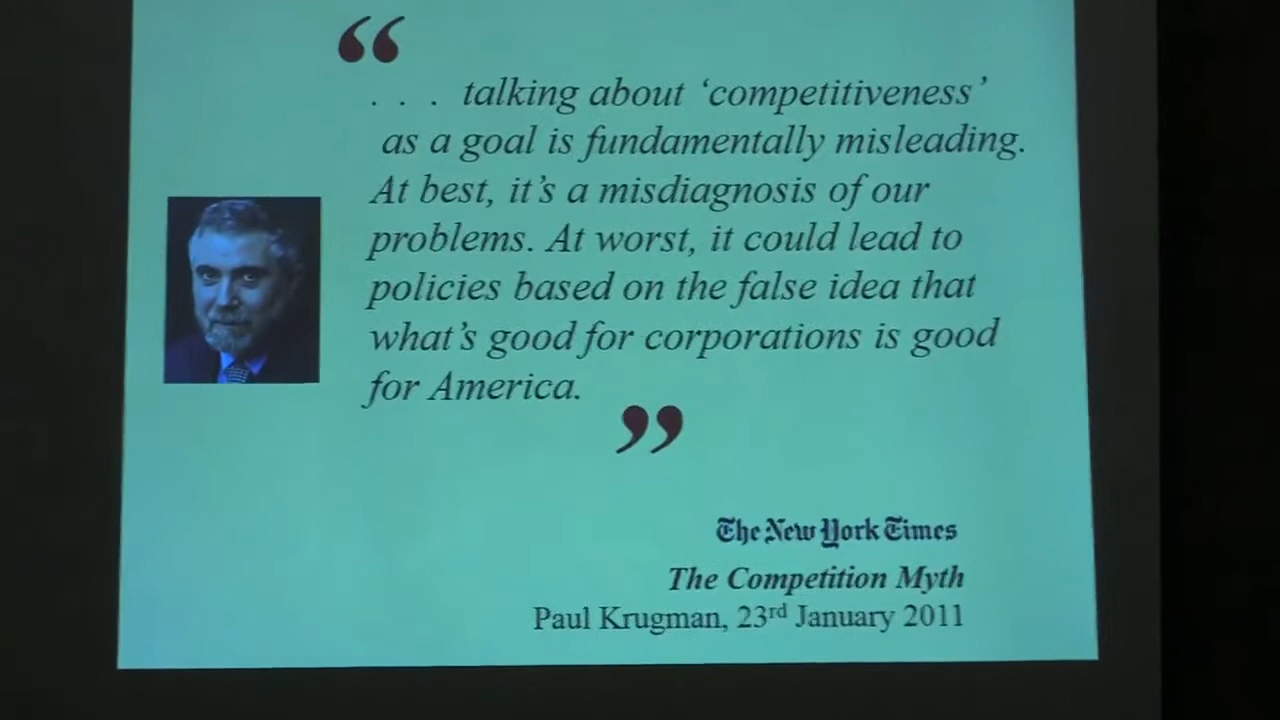 “
. . . talking about ‘competitiveness’
as a goal is fundamentally misleading.
At best, it’s a misdiagnosis of our
problems. At worst, it could lead to
policies based on the false idea that
what’s good for corporations is good
for America.
”
The New York Times
The Competition Myth
Paul Krugman, 23rd January 2011